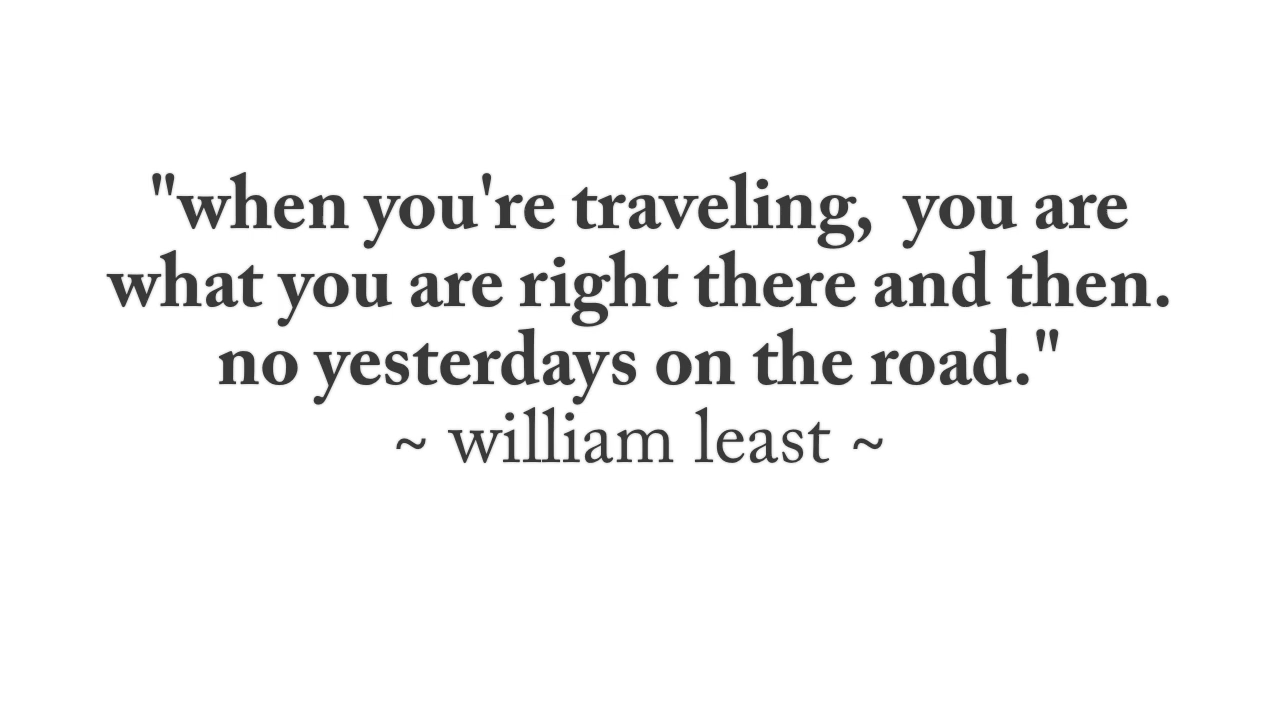 "when you're traveling,  you are
what you are right there and then.
no yesterdays on the road."
~ william least ~